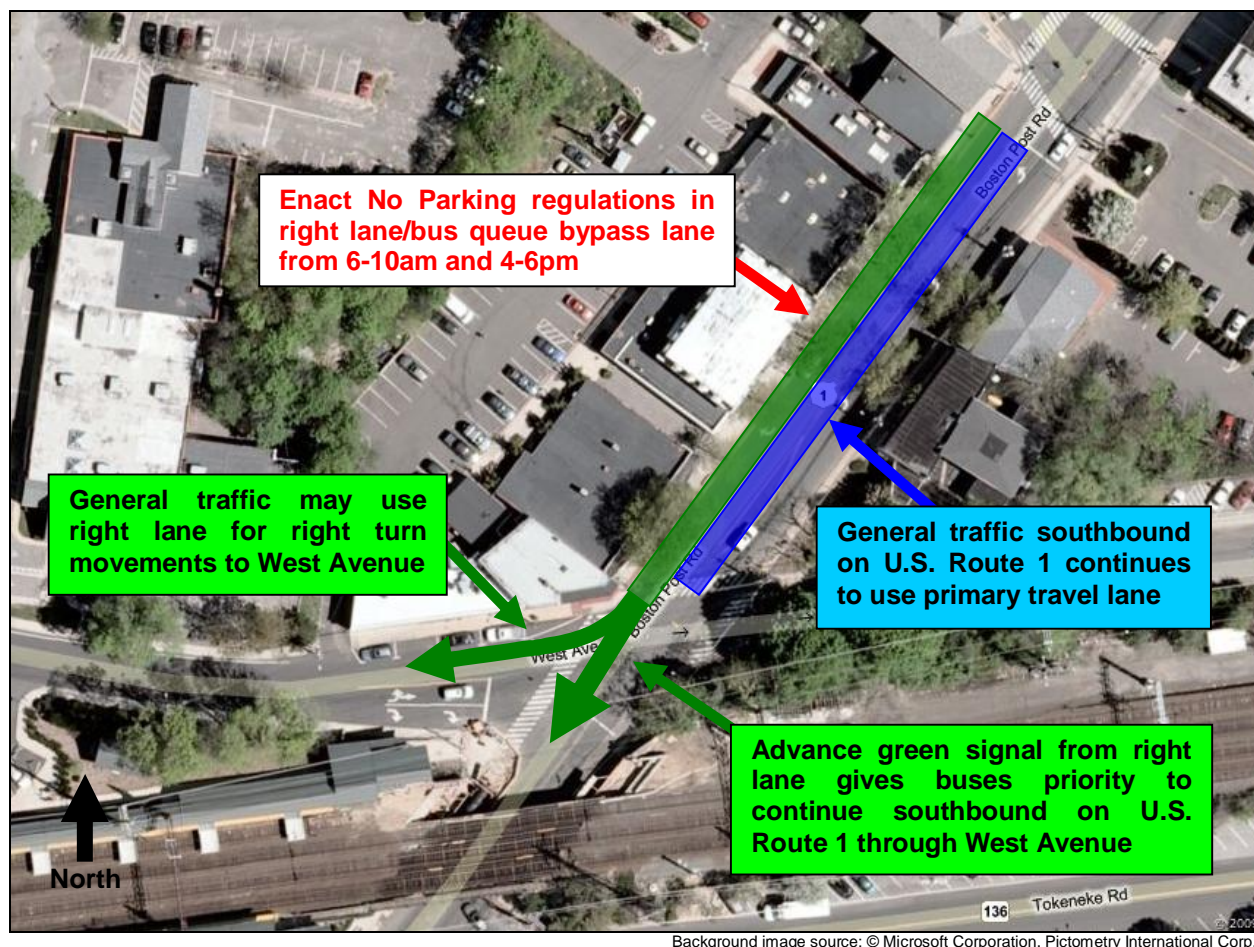 Boston Post Rd
Enact No Parking regulations in
right lane/bus queue bypass lane
from 6-10am and 4-6pm
1
General traffic may use
right lane for right turn
movements to West Avenue
General traffic southbound
on U.S. Route 1 continues
to use primary travel lane
Boston Post Rd
Boston Post Rd
West Ave
Advance green signal from right
lane gives buses priority to
continue southbound on U.S.
Route 1 through West Avenue
North
136
Tokeneke Rd
© 2009
Background image source: © Microsoft Corporation, Pictometry International Corp